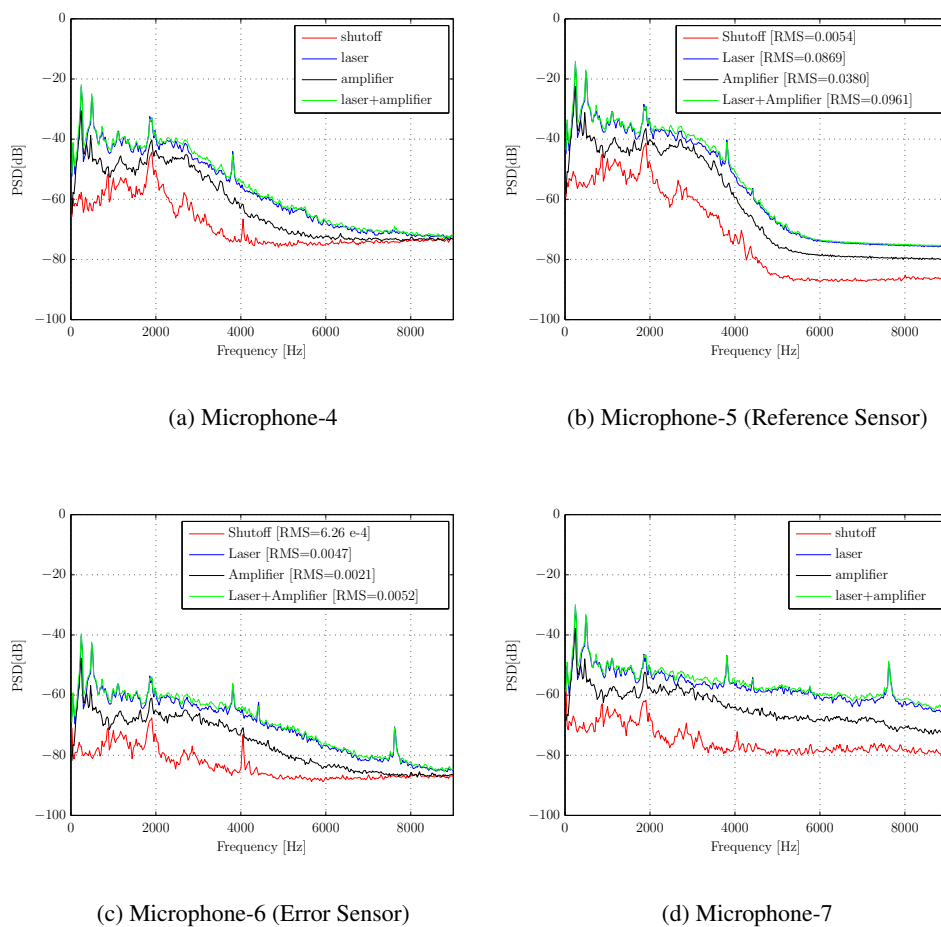 0
−20
−40
−60
−80
−100
PSD[dB]
0 2000 4000 6000 8000
Frequency [Hz]
shutoff
laser
amplifier
laser+amplifier
(a) Microphone-4
0
−20
−40
−60
−80
−100
PSD[dB]
0 2000 4000 6000 8000
Frequency [Hz]
Shutoff [RMS=0.0054]
Laser [RMS=0.0869]
Amplifier [RMS=0.0380]
Laser+Amplifier [RMS=0.0961]
(b) Microphone-5 (Reference Sensor)
0
−20
−40
−60
−80
−100
PSD[dB]
0 2000 4000 6000 8000
Frequency [Hz]
Shutoff [RMS=6.26 e-4]
Laser [RMS=0.0047]
Amplifier [RMS=0.0021]
Laser+Amplifier [RMS=0.0052]
(c) Microphone-6 (Error Sensor)
0
−20
−40
−60
−80
−100
PSD[dB]
0 2000 4000 6000 8000
Frequency [Hz]
shutoff
laser
amplifier
laser+amplifier
(d) Microphone-7